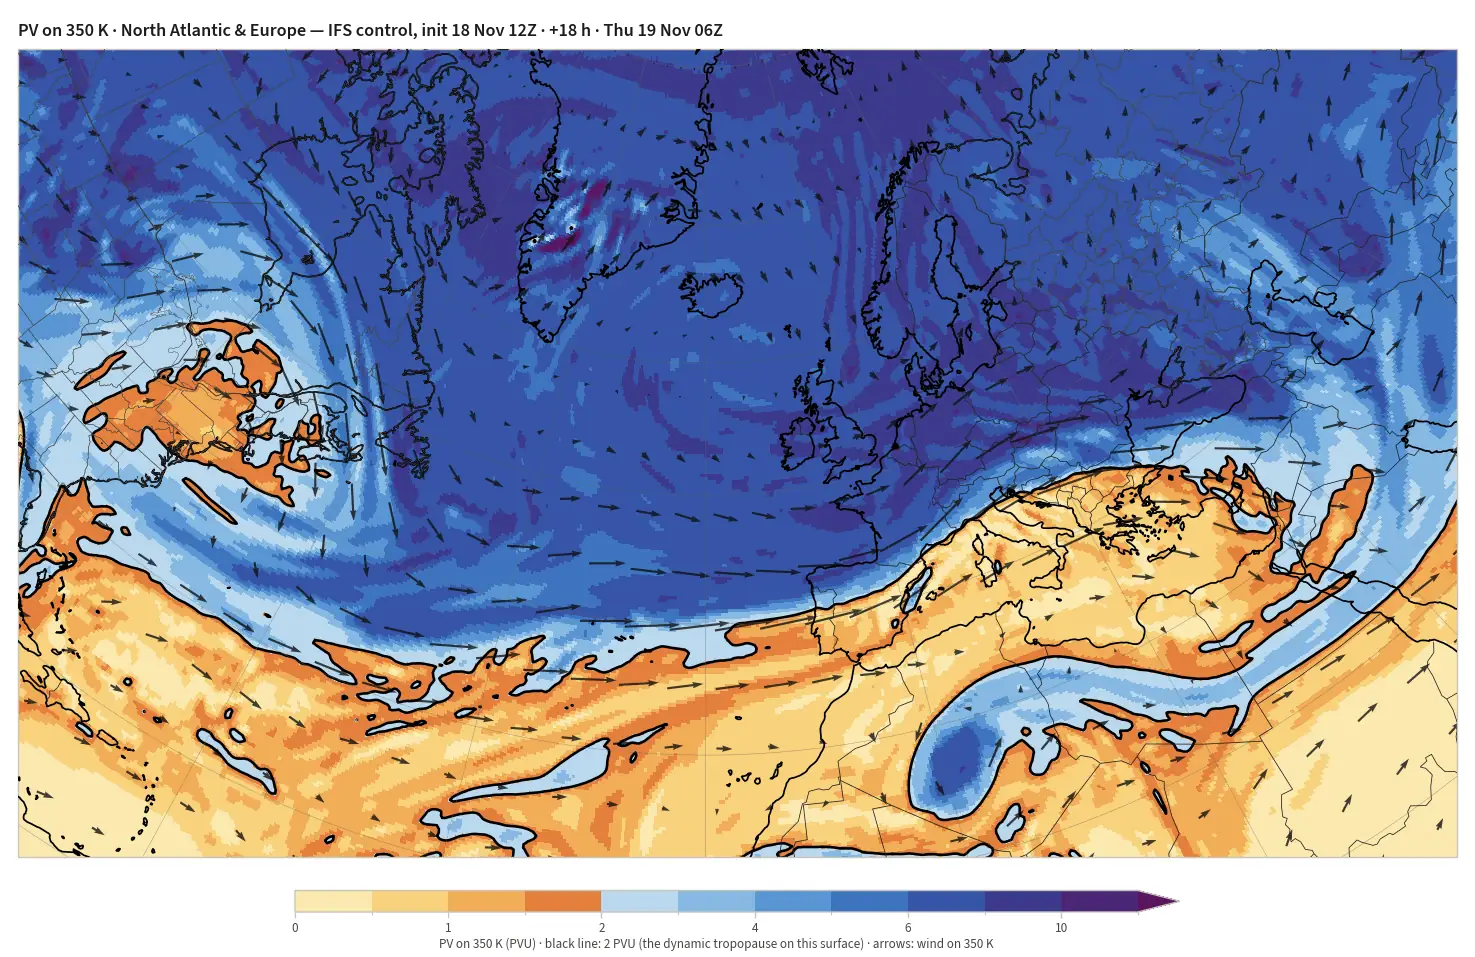 PV on 350 K · North Atlantic & Europe — IFS control, init 18 Nov 12Z · +18 h · Thu 19 Nov 06Z
0 1 2 4 6 10
PV on 350 K (PVU) · black line: 2 PVU (the dynamic tropopause on this surface) · arrows: wind on 350 K